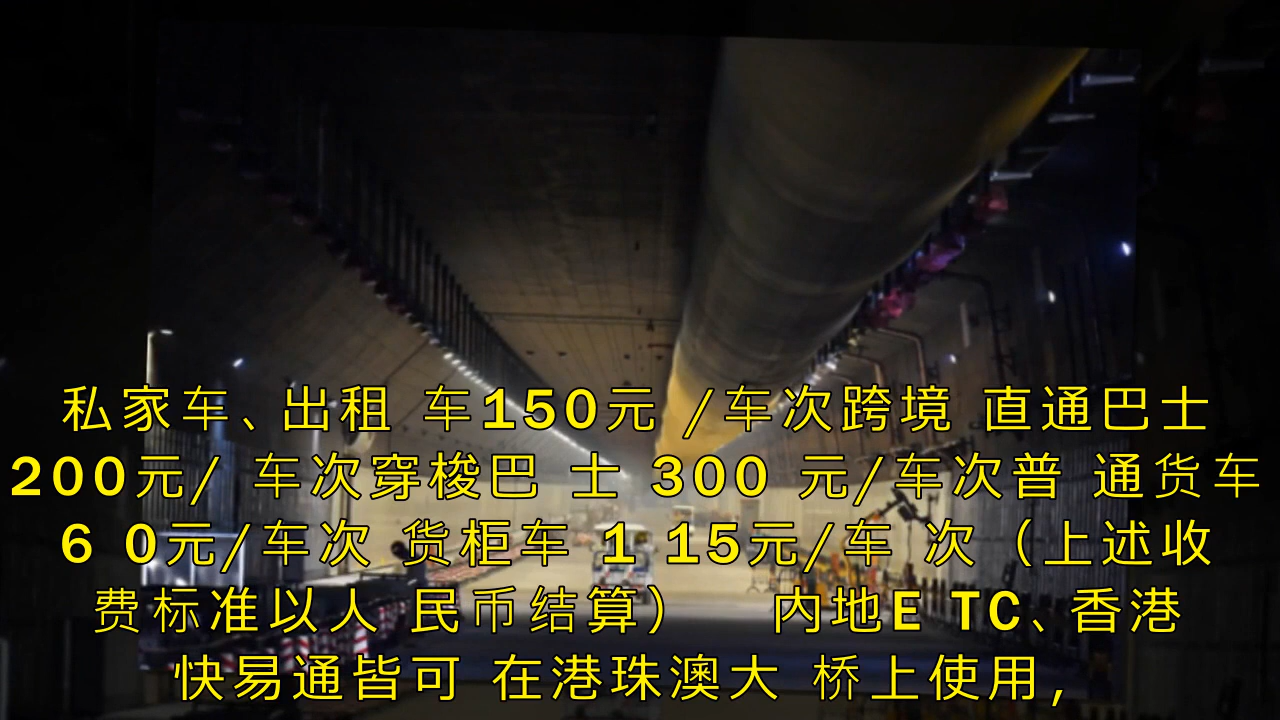 私家车、出租 车150元 /车次跨境 直通巴士
200元/ 车次穿梭巴 士 300 元/车次普 通货车
6 0元/车次 货柜车 1 15元/车 次（上述收
费标准以人 民币结算） 内地E TC、香港
快易通皆可 在港珠澳大 桥上使用,